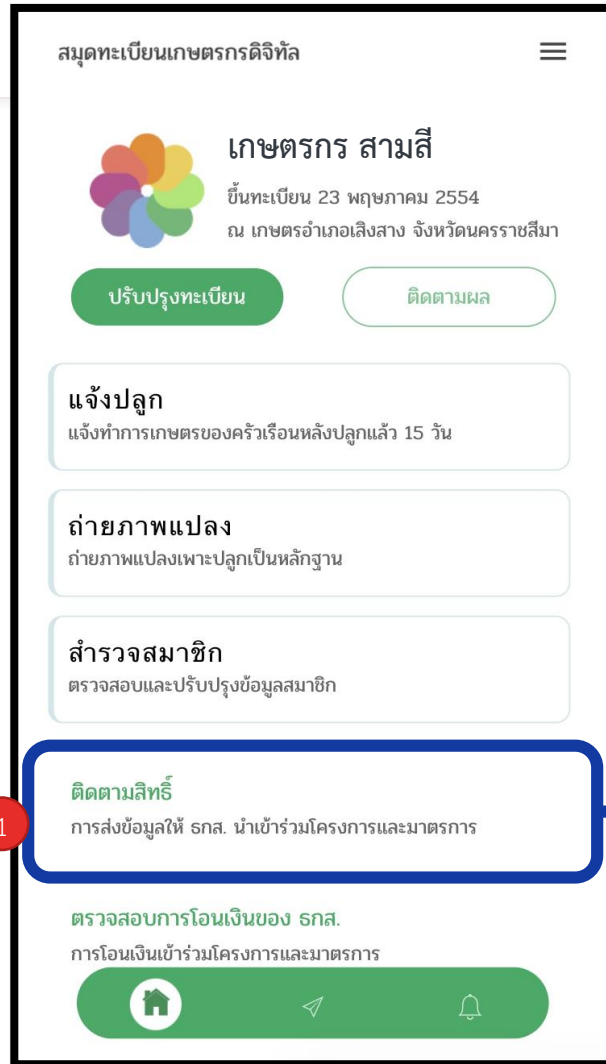 สมุดทะเบียนเกษตรกรดิจิทัล
เกษตรกร สามสี
ขึ้นทะเบียน 23 พฤษภาคม 2554
ณ เกษตรอำเภอเสิงสาง จังหวัดนครราชสีมา
ปรับปรุงทะเบียน
ติดตามผล
แจ้งปลูก
แจ้งทำการเกษตรของครัวเรือนหลังปลูกแล้ว 15 วัน
ถ่ายภาพแปลง
ถ่ายภาพแปลงเพาะปลูกเป็นหลักฐาน
สำรวจสมาชิก
ตรวจสอบและปรับปรุงข้อมูลสมาชิก
ติดตามสิทธิ์
1 การส่งข้อมูลให้ ธกส. นำเข้าร่วมโครงการและมาตรการ
ตรวจสอบการโอนเงินของ ธกส.
การโอนเงินเข้าร่วมโครงการและมาตรการ